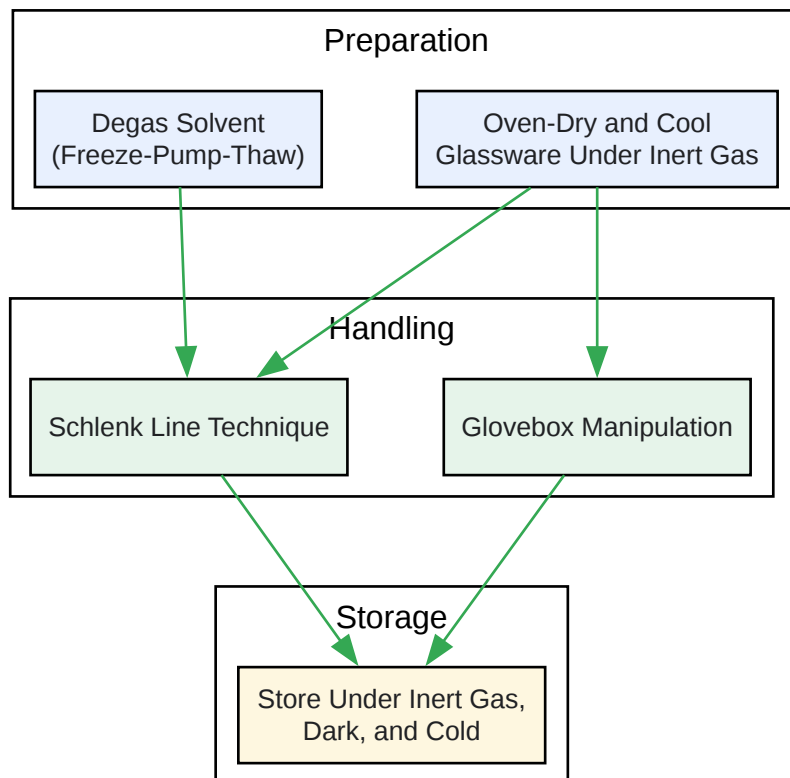 Preparation
Degas Solvent
(Freeze-Pump-Thaw)
Oven-Dry and Cool
Glassware Under Inert Gas
Handling
Schlenk Line Technique
Glovebox Manipulation
Storage
Store Under Inert Gas,
Dark, and Cold